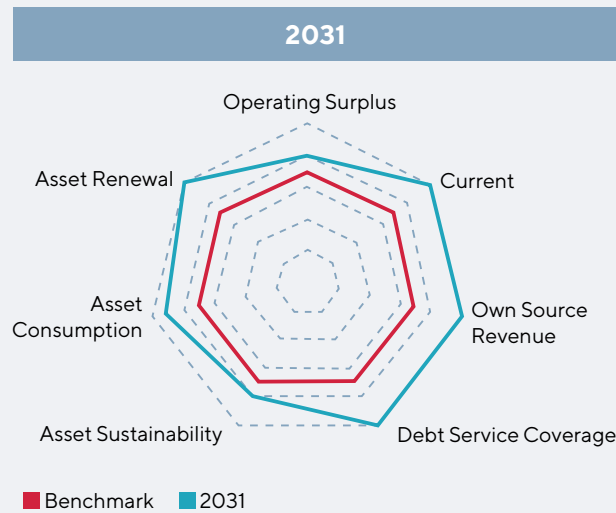 2031
Operating Surplus
Asset Renewal
Current
Asset
Consumption
Own Source
Revenue
Asset Sustainability
Debt Service Coverage
Benchmark
2031